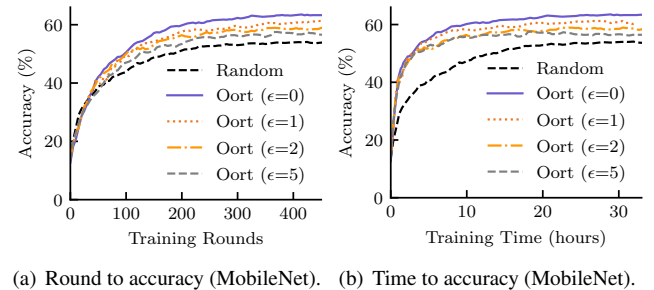 60
40
20
0
0
100
200
300
400
Accuracy (%)
Training Rounds
Random
Oort (ϵ=0)
Oort (ϵ=1)
Oort (ϵ=2)
Oort (ϵ=5)
60
40
20
0
0
10
20
30
Accuracy (%)
Training Time (hours)
Random
Oort (ϵ=0)
Oort (ϵ=1)
Oort (ϵ=2)
Oort (ϵ=5)
(a) Round to accuracy (MobileNet).
(b) Time to accuracy (MobileNet).